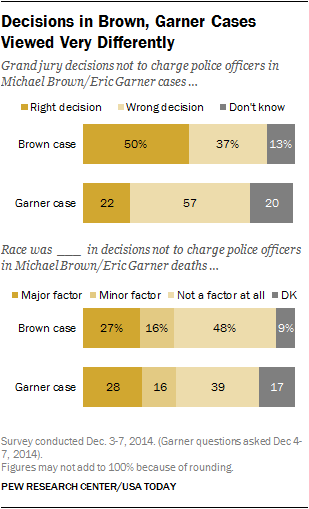 Decisions in Brown, Garner Cases
Viewed Very Differently
Grand jury decisions not to charge police officers in
Michael Brown/Eric Garner cases ...
Right decision Wrong decision Don't know
Brown case 50% 37% 13%
Garner case 22 57 20
Race was ___ in decisions not to charge police officers
in Michael Brown/Eric Garner deaths ...
Major factor Minor factor Not a factor at all DK
Brown case 27% 16% 48% 9%
Garner case 28 16 39 17
Survey conducted Dec. 3-7, 2014. (Garner questions asked Dec 4-
7, 2014).
Figures may not add to 100% because of rounding.
PEW RESEARCH CENTER/USA TODAY